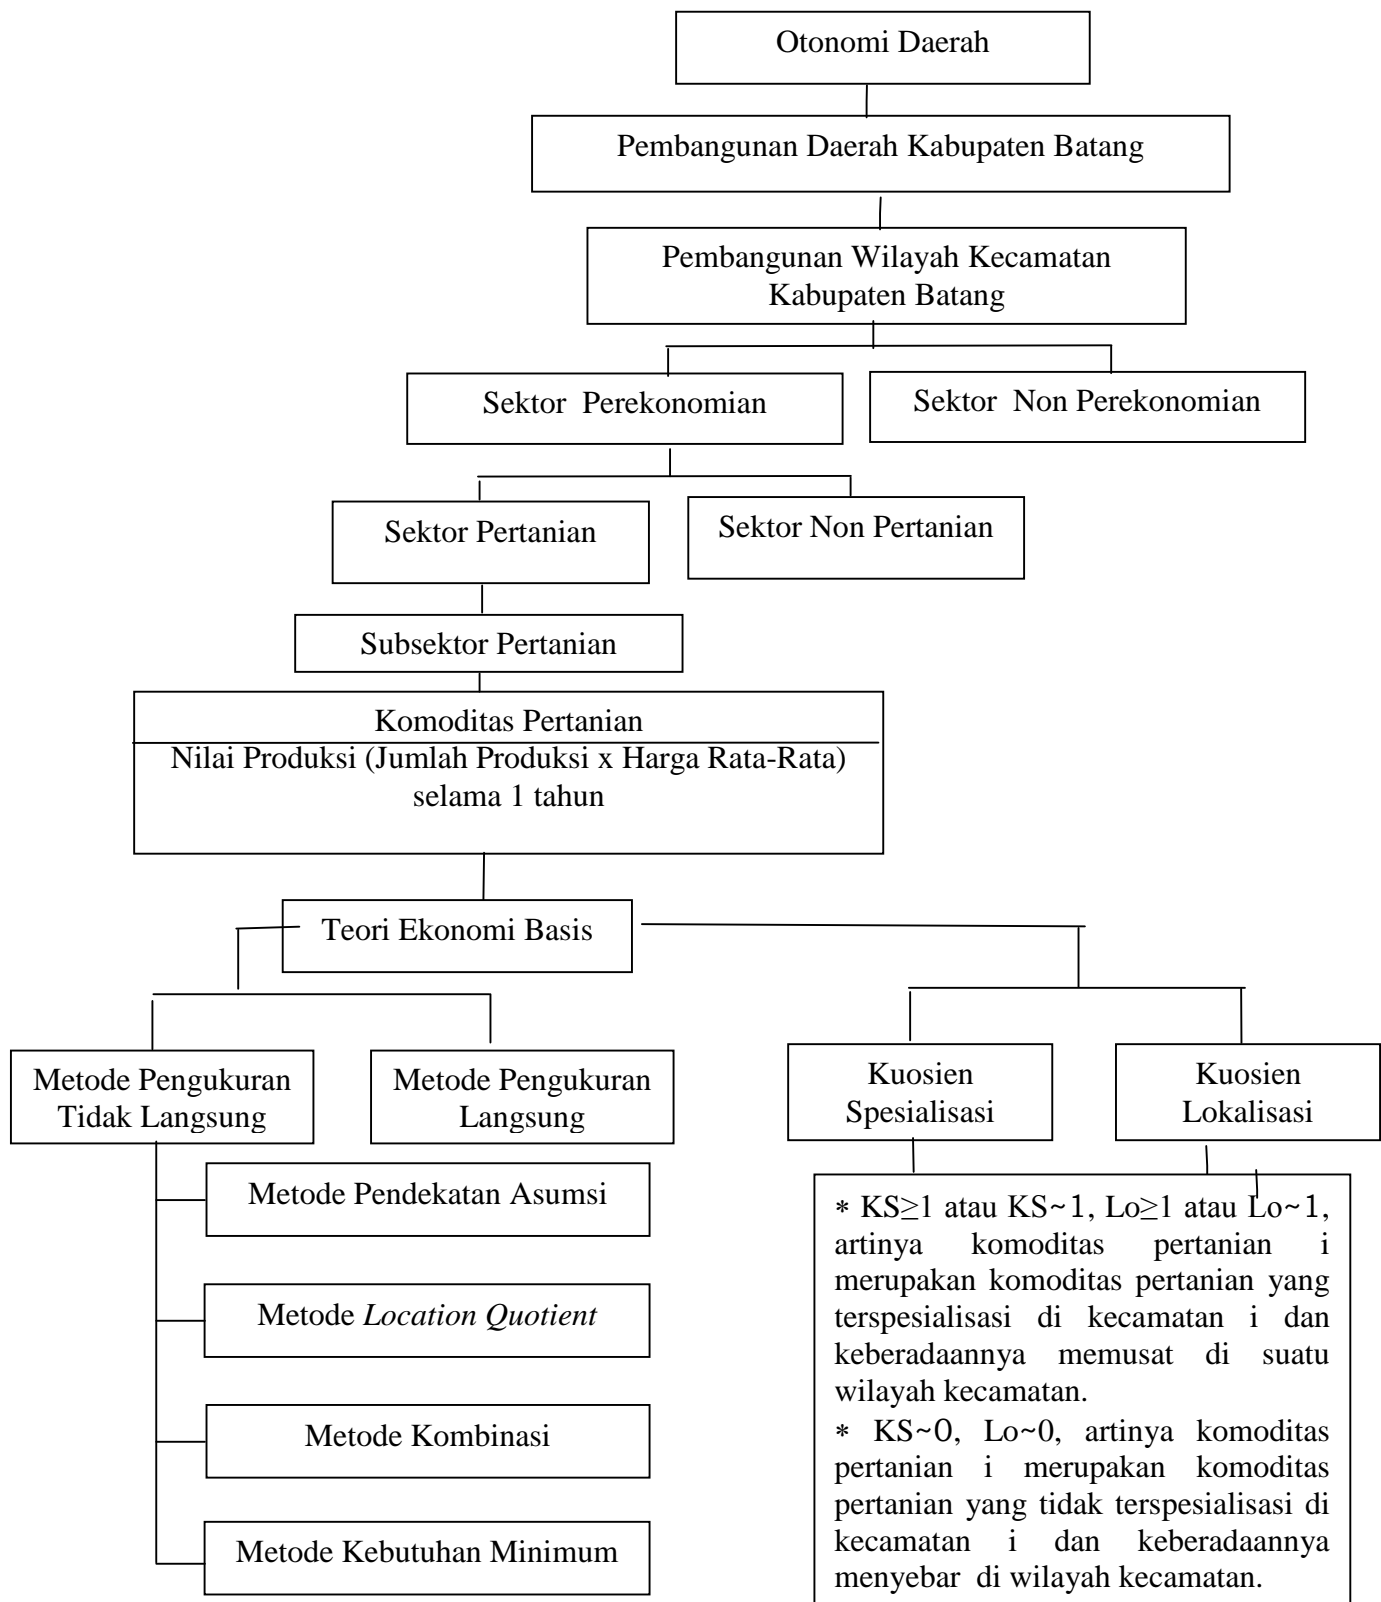 Otonomi Daerah
Pembangunan Daerah Kabupaten Batang
Pembangunan Wilayah Kecamatan
Kabupaten Batang
Sektor Perekonomian
Sektor Non Perekonomian
Sektor Pertanian
Sektor Non Pertanian
Subsektor Pertanian
Komoditas Pertanian
Nilai Produksi (Jumlah Produksi x Harga Rata-Rata)
selama 1 tahun
Teori Ekonomi Basis
Metode Pengukuran
Tidak Langsung
Metode Pengukuran
Langsung
Kuosien
Spesialisasi
Kuosien
Lokalisasi
Metode Pendekatan Asumsi
Metode Location Quotient
Metode Kombinasi
Metode Kebutuhan Minimum
* KS≥1 atau KS~1, Lo≥1 atau Lo~1,
artinya komoditas pertanian i
merupakan komoditas pertanian yang
terspesialisasi di kecamatan i dan
keberadaannya memusat di suatu
wilayah kecamatan.
* KS~0, Lo~0, artinya komoditas
pertanian i merupakan komoditas
pertanian yang tidak terspesialisasi di
kecamatan i dan keberadaannya
menyebar di wilayah kecamatan.